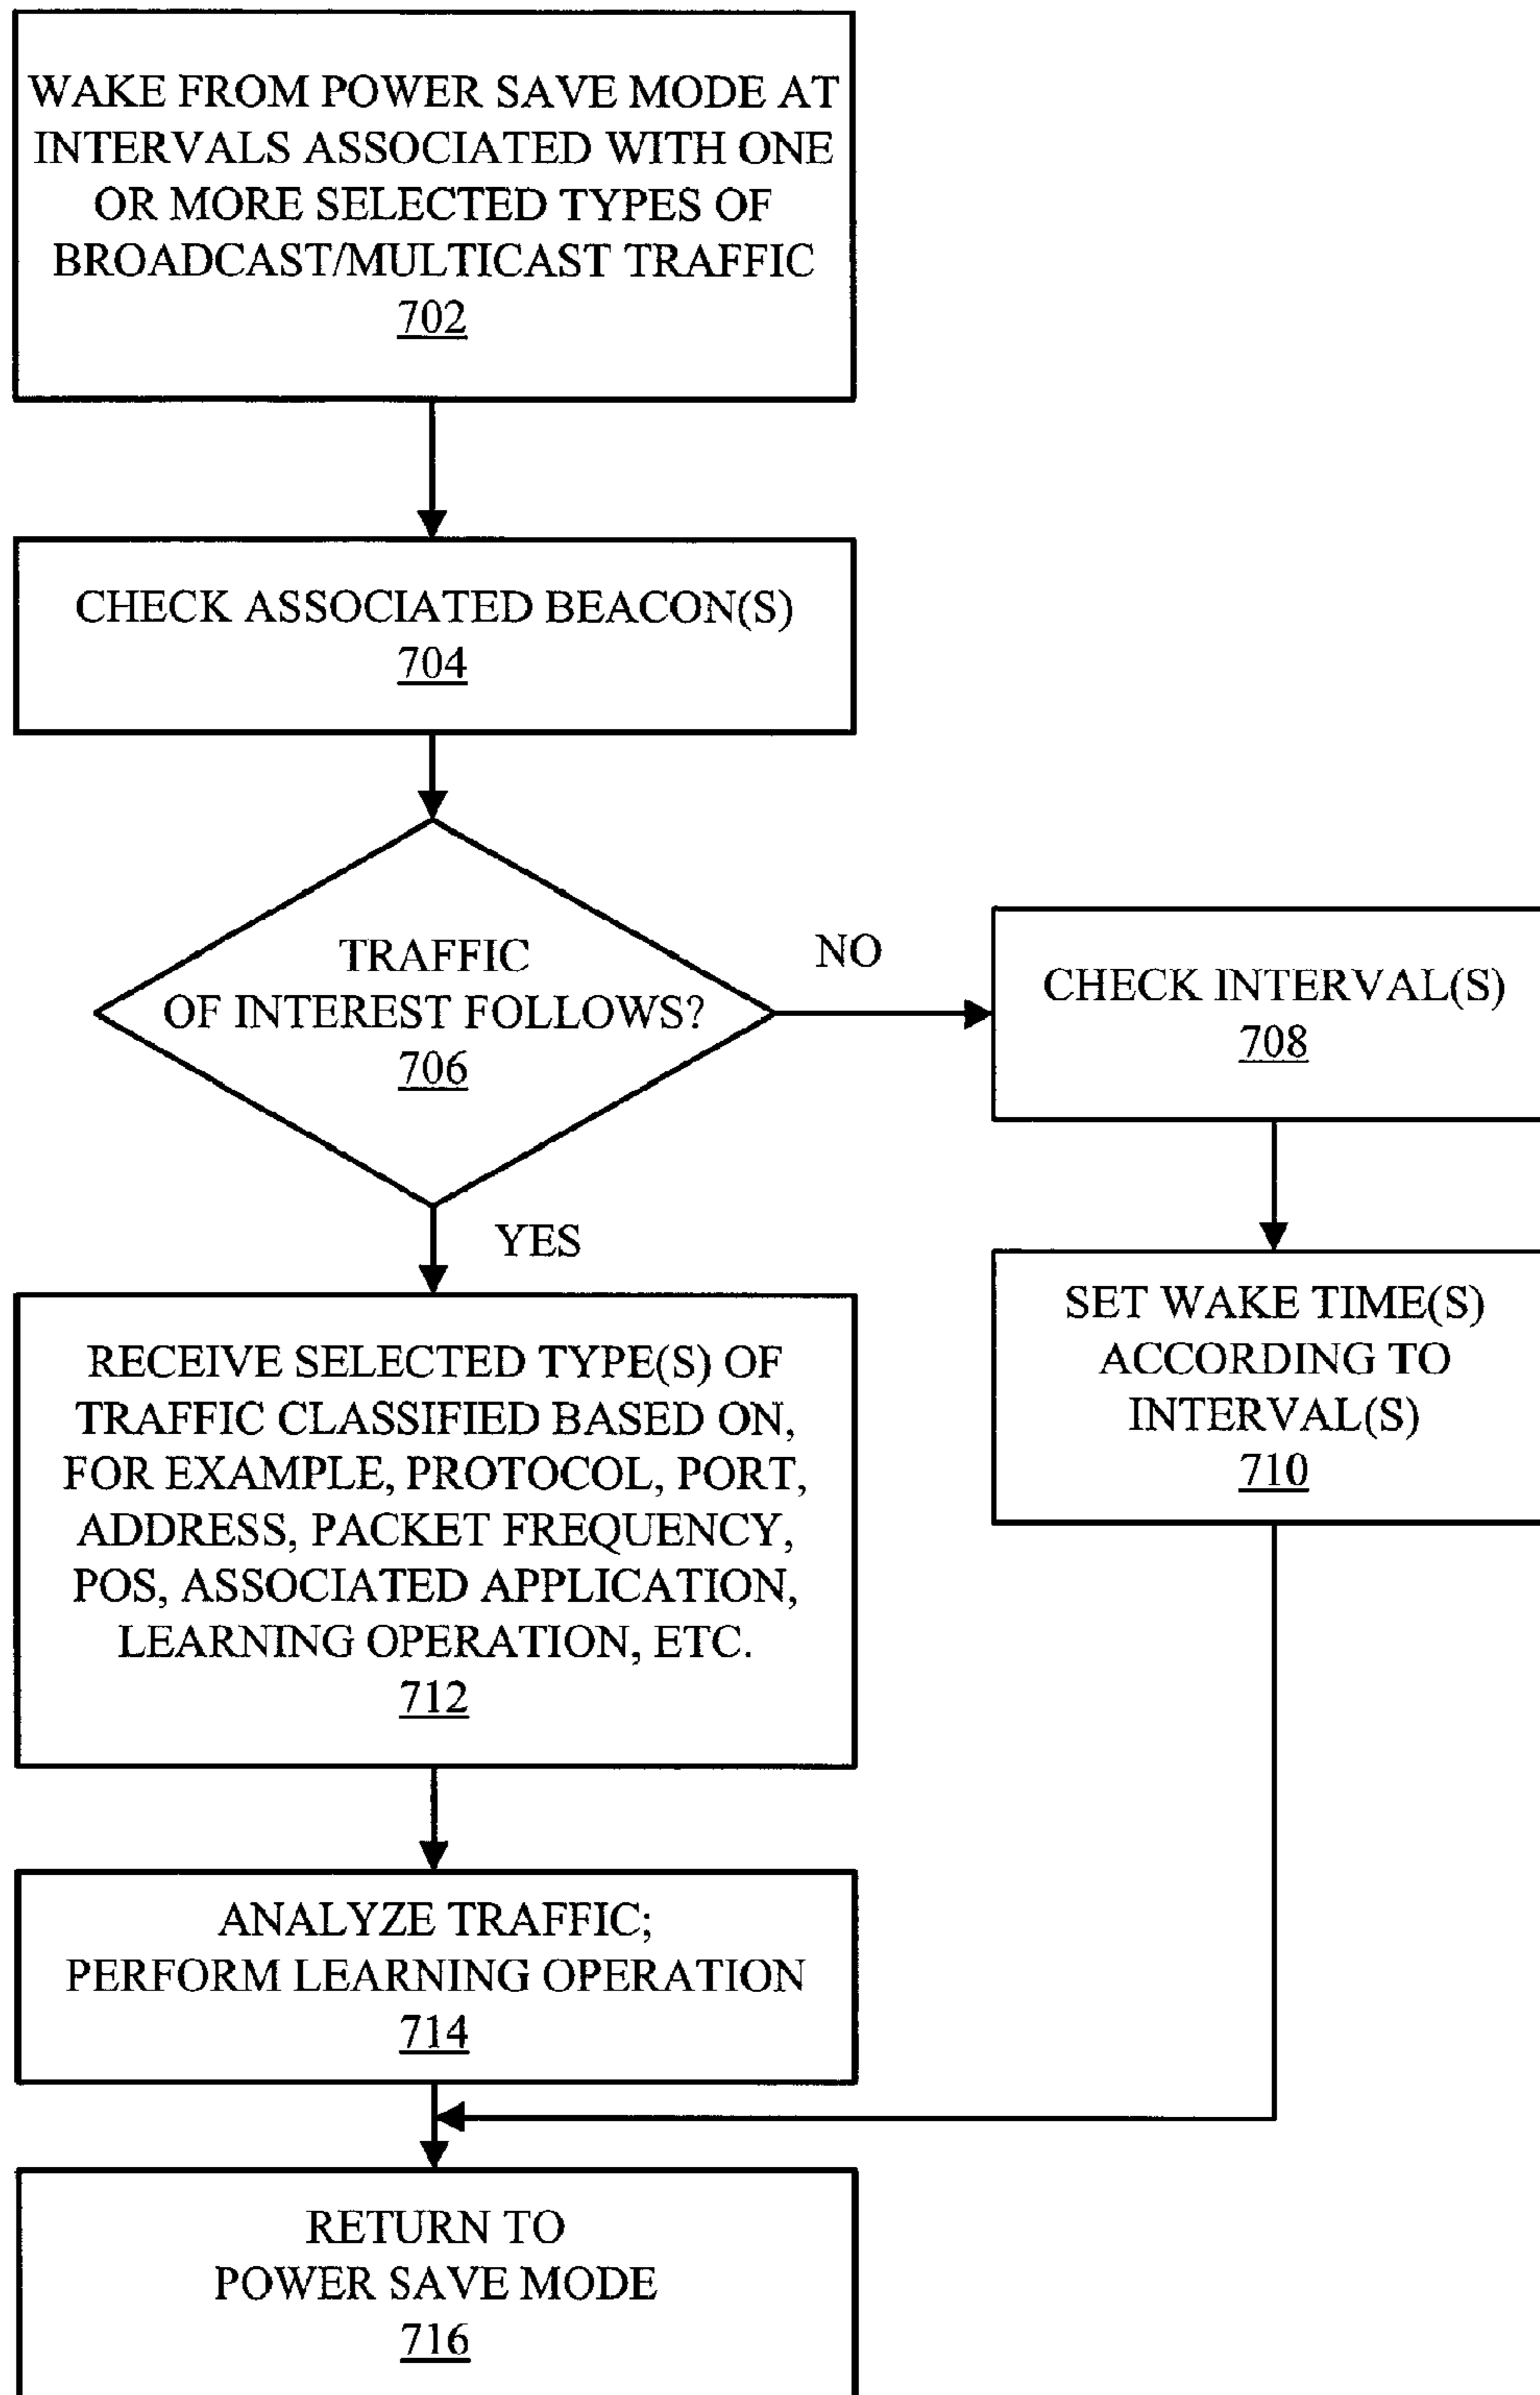 WAKE FROM POWER SAVE MODE AT
INTERVALS ASSOCIATED WITH ONE
OR MORE SELECTED TYPES OF
BROADCAST/MULTICAST TRAFFIC
702
CHECK ASSOCIATED BEACON(S)
704
TRAFFIC
OF INTEREST FOLLOWS?
706
NO
CHECK INTERVAL(S)
708
YES
SET WAKE TIME(S)
ACCORDING TO
INTERVAL(S)
710
RECEIVE SELECTED TYPE(S) OF
TRAFFIC CLASSIFIED BASED ON,
FOR EXAMPLE, PROTOCOL, PORT,
ADDRESS, PACKET FREQUENCY,
POS, ASSOCIATED APPLICATION,
LEARNING OPERATION, ETC.
712
ANALYZE TRAFFIC;
PERFORM LEARNING OPERATION
714
RETURN TO
POWER SAVE MODE
716